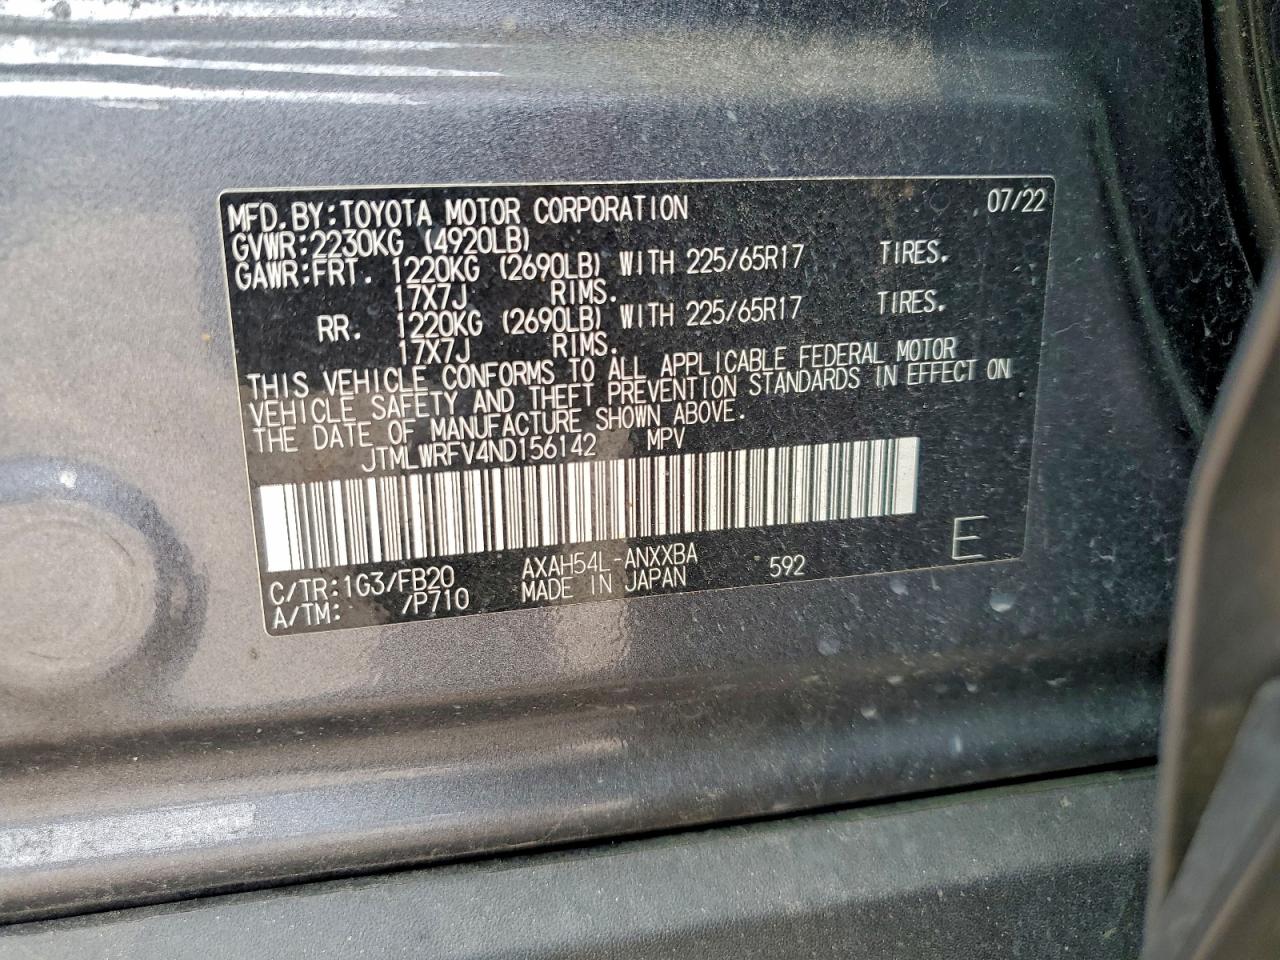 MFD.BY:TOYOTA MOTOR CORPORATION 07/22
GVWR:2230KG (4920LB)
GAWR:FRT. 1220KG (2690LB) WITH 225/65R17 TIRES.
17X7J RIMS.
RR. 1220KG (2690LB) WITH 225/65R17 TIRES.
17X7J RIMS.
THIS VEHICLE CONFORMS TO ALL APPLICABLE FEDERAL MOTOR
VEHICLE SAFETY AND THEFT PREVENTION STANDARDS IN EFFECT ON
THE DATE OF MANUFACTURE SHOWN ABOVE.
JTMLWRFV4ND156142 MPV
C/TR:1G3/FB20 AXAH54L-ANXXBA 592 E
A/TM: /P710 MADE IN JAPAN